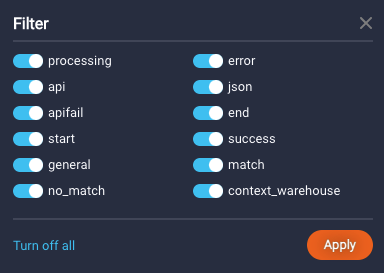 Filter
processing
error
api
json
apifail
end
start
success
general
match
no_match
context_warehouse
Turn off all
Apply